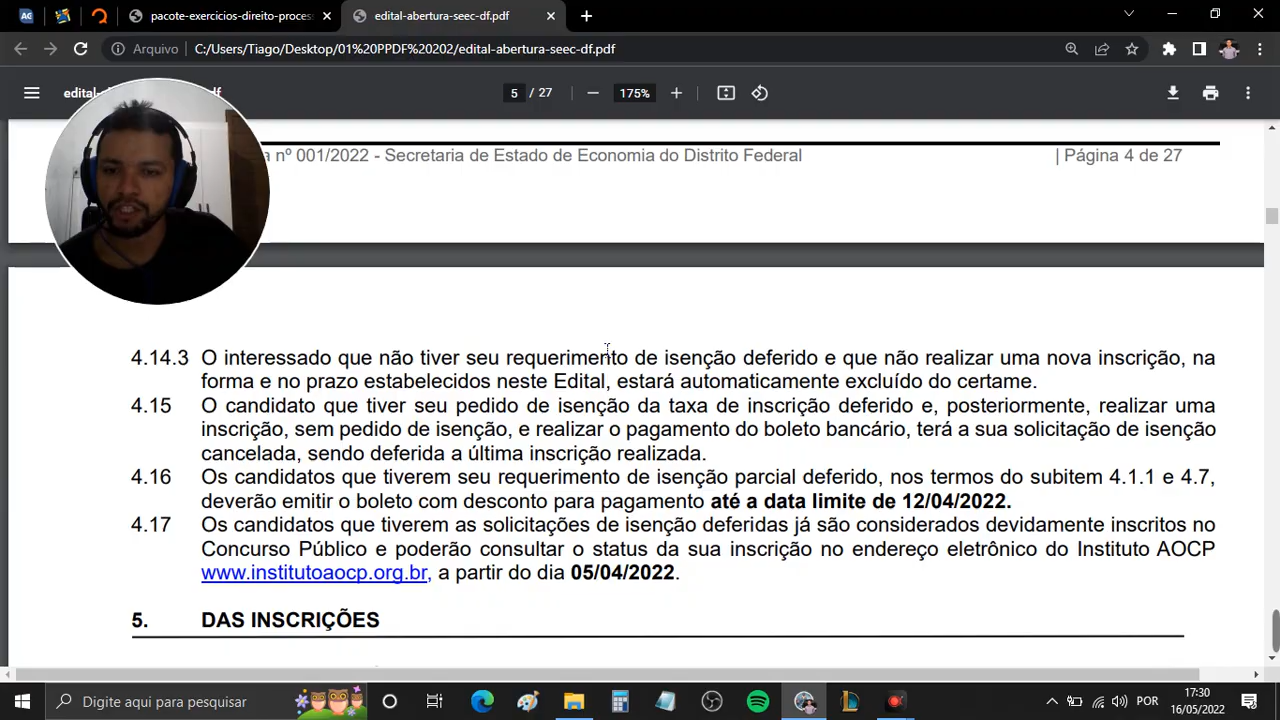 pacote-exercicios-direito-process
edital-abertura-seec-df.pdf
Arquivo
C:/Users/Tiago/Desktop/01%20PPDF%20202/edital-abertura-seec-df.pdf
5 / 27
175%
nº 001/2022 - Secretaria de Estado de Economia do Distrito Federal | Página 4 de 27
4.14.3 O interessado que não tiver seu requerimento de isenção deferido e que não realizar uma nova inscrição, na
forma e no prazo estabelecidos neste Edital, estará automaticamente excluído do certame.
4.15 O candidato que tiver seu pedido de isenção da taxa de inscrição deferido e, posteriormente, realizar uma
inscrição, sem pedido de isenção, e realizar o pagamento do boleto bancário, terá a sua solicitação de isenção
cancelada, sendo deferida a última inscrição realizada.
4.16 Os candidatos que tiverem seu requerimento de isenção parcial deferido, nos termos do subitem 4.1.1 e 4.7,
deverão emitir o boleto com desconto para pagamento até a data limite de 12/04/2022.
4.17 Os candidatos que tiverem as solicitações de isenção deferidas já são considerados devidamente inscritos no
Concurso Público e poderão consultar o status da sua inscrição no endereço eletrônico do Instituto AOCP
www.institutoaocp.org.br, a partir do dia 05/04/2022.
5. DAS INSCRIÇÕES
Digite aqui para pesquisar
POR
17:30
16/05/2022